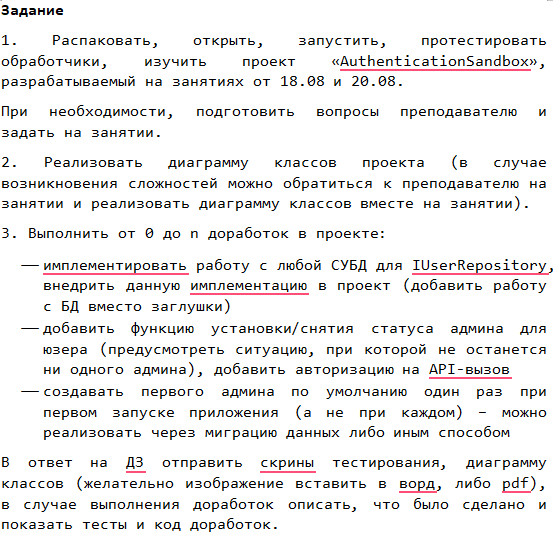 Задание
1. Распаковать, открыть, запустить, протестировать
обработчики, изучить проект «AuthenticationSandbox»,
разрабатываемый на занятиях от 18.08 и 20.08.
При необходимости, подготовить вопросы преподавателю и
задать на занятии.
2. Реализовать диаграмму классов проекта (в случае
возникновения сложностей можно обратиться к преподавателю на
занятии и реализовать диаграмму классов вместе на занятии).
3. Выполнить от 0 до n доработок в проекте:
— имплементировать работу с любой СУБД для IUserRepository,
внедрить данную имплементацию в проект (добавить работу
с БД вместо заглушки)
— добавить функцию установки/снятия статуса админа для
юзера (предусмотреть ситуацию, при которой не останется
ни одного админа), добавить авторизацию на API-вызов
— создавать первого админа по умолчанию один раз при
первом запуске приложения (а не при каждом) – можно
реализовать через миграцию данных либо иным способом
В ответ на ДЗ отправить скрины тестирования, диаграмму
классов (желательно изображение вставить в ворд, либо pdf),
в случае выполнения доработок описать, что было сделано и
показать тесты и код доработок.